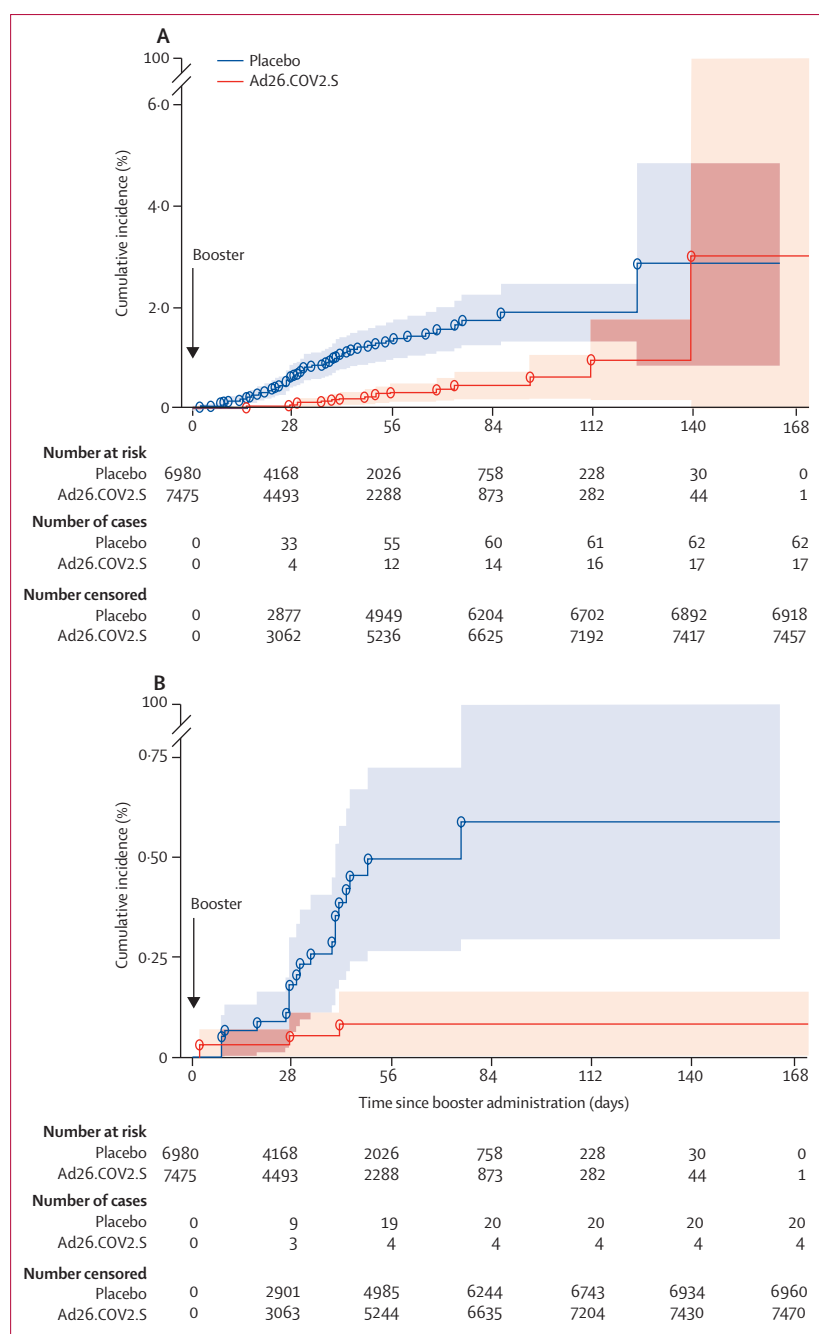 A
100
Placebo
Ad26.COV2.S
6·0
4·0
2·0
0
Cumulative incidence (%)
Booster
0 28 56 84 112 140 168
Number at risk
Placebo 6980 4168 2026 758 228 30 0
Ad26.COV2.S 7475 4493 2288 873 282 44 1
Number of cases
Placebo 0 33 55 60 61 62 62
Ad26.COV2.S 0 4 12 14 16 17 17
Number censored
Placebo 0 2877 4949 6204 6702 6892 6918
Ad26.COV2.S 0 3062 5236 6625 7192 7417 7457
B
100
0·75
0·50
0·25
0
Cumulative incidence (%)
Booster
0 28 56 84 112 140 168
Time since booster administration (days)
Number at risk
Placebo 6980 4168 2026 758 228 30 0
Ad26.COV2.S 7475 4493 2288 873 282 44 1
Number of cases
Placebo 0 9 19 20 20 20 20
Ad26.COV2.S 0 3 4 4 4 4 4
Number censored
Placebo 0 2901 4985 6244 6743 6934 6960
Ad26.COV2.S 0 3063 5244 6635 7204 7430 7470